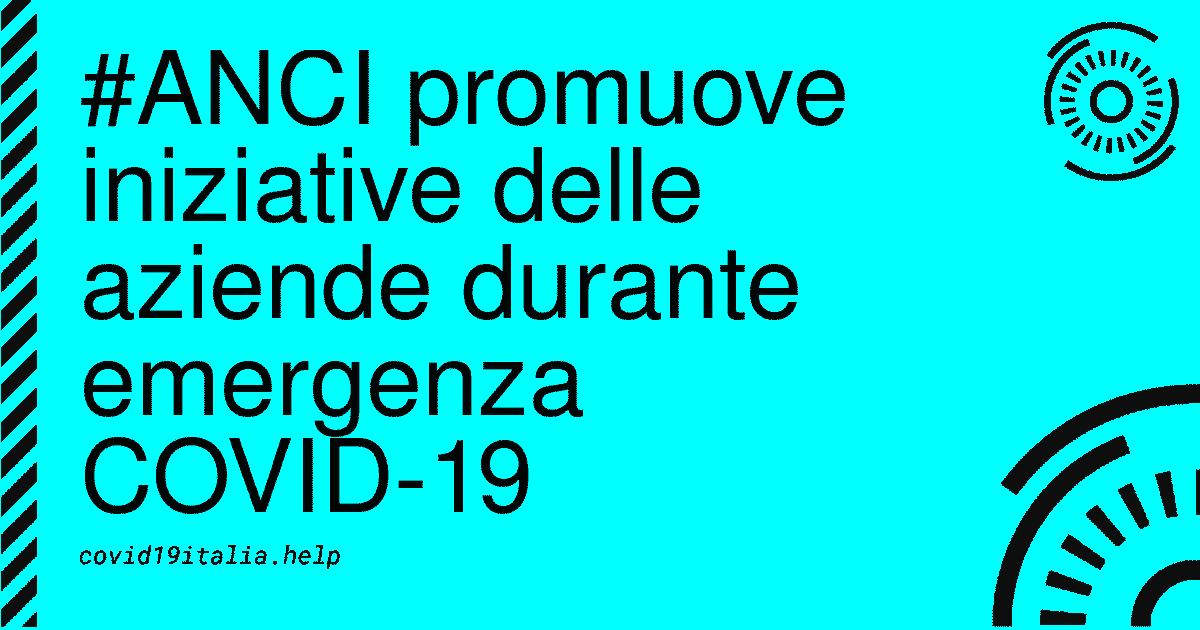 #ANCI promuove
iniziative delle
aziende durante
emergenza
COVID-19
covid19italia.help